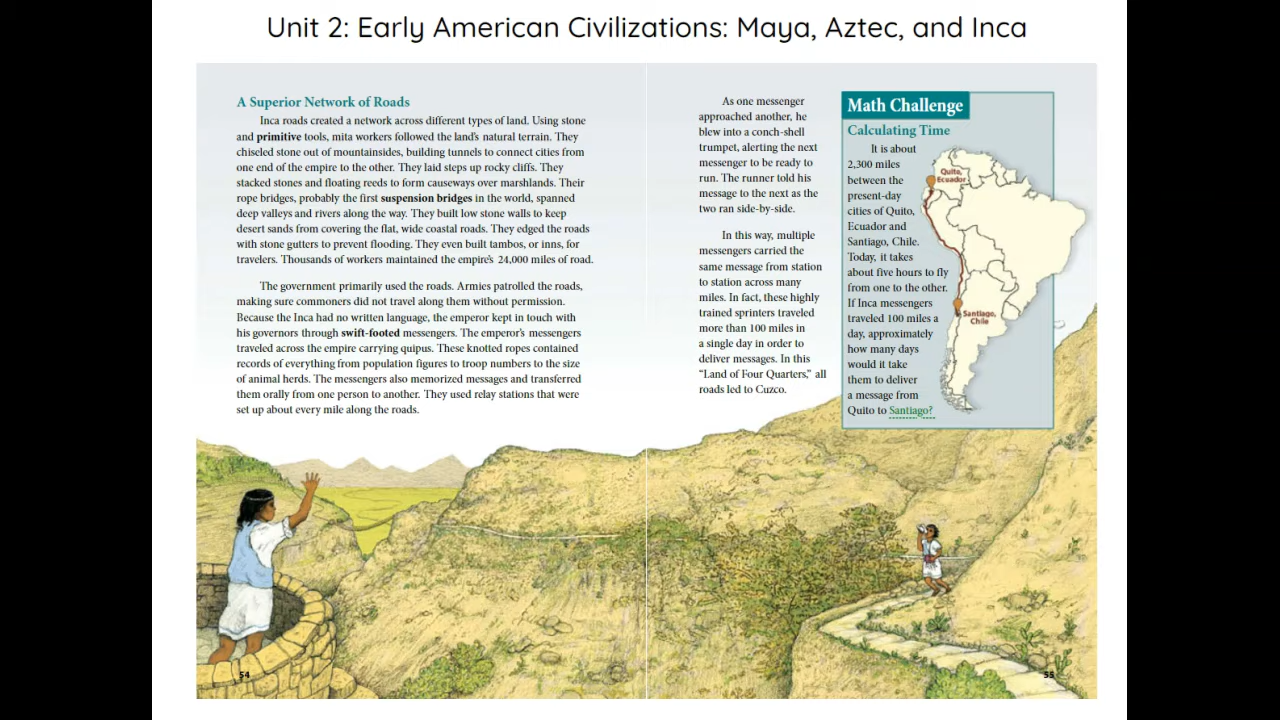 Unit 2: Early American Civilizations: Maya, Aztec, and Inca
A Superior Network of Roads
Inca roads created a network across different types of land. Using stone
and primitive tools, mita workers followed the land's natural terrain. They
chiseled stone out of mountainsides, building tunnels to connect cities from
one end of the empire to the other. They laid steps up rocky cliffs. They
stacked stones and floating reeds to form causeways over marshlands. Their
rope bridges, probably the first suspension bridges in the world, spanned
deep valleys and rivers along the way. They built low stone walls to keep
desert sands from covering the flat, wide coastal roads. They edged the roads
with stone gutters to prevent flooding. They even built tambos, or inns, for
travelers. Thousands of workers maintained the empire's 24,000 miles of road.
The government primarily used the roads. Armies patrolled the roads,
making sure commoners did not travel along them without permission.
Because the Inca had no written language, the emperor kept in touch with
his governors through swift-footed messengers. The emperor's messengers
traveled across the empire carrying quipus. These knotted ropes contained
records of everything from population figures to troop numbers to the size
of animal herds. The messengers also memorized messages and transferred
them orally from one person to another. They used relay stations that were
set up about every mile along the roads.
54
As one messenger
approached another, he
blew into a conch-shell
trumpet, alerting the next
messenger to be ready to
run. The runner told his
message to the next as the
two ran side-by-side.
In this way, multiple
messengers carried the
same message from station
to station across many
miles. In fact, these highly
trained sprinters traveled
more than 100 miles in
a single day in order to
deliver messages. In this
"Land of Four Quarters," all
roads led to Cuzco.
Math Challenge
Calculating Time
It is about
2,300 miles
between the
present-day
cities of Quito,
Ecuador and
Santiago, Chile.
Today, it takes
about five hours to fly
from one to the other.
If Inca messengers
traveled 100 miles a
day, approximately
how many days
would it take
them to deliver
a message from
Quito to Santiago?
Quito,
Ecuador
Santiago,
Chile
55